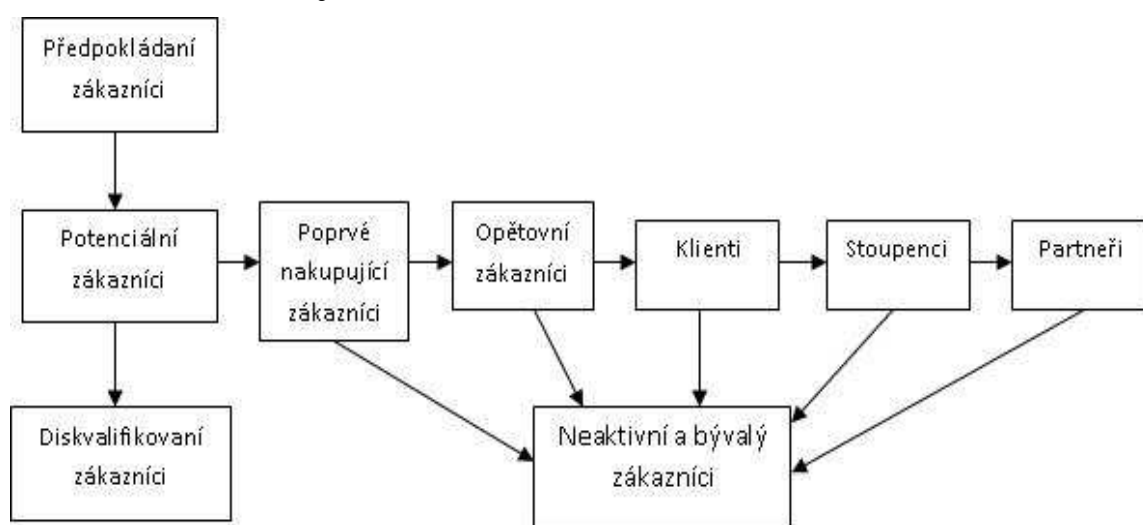 Předpokládaní
zákazníci
Potenciální
zákazníci
Poprvé
nakupující
zákazníci
Opětovní
zákazníci
Klienti
Stoupenci
Partneři
Diskvalifikovaní
zákazníci
Neaktivní a bývalý
zákazníci